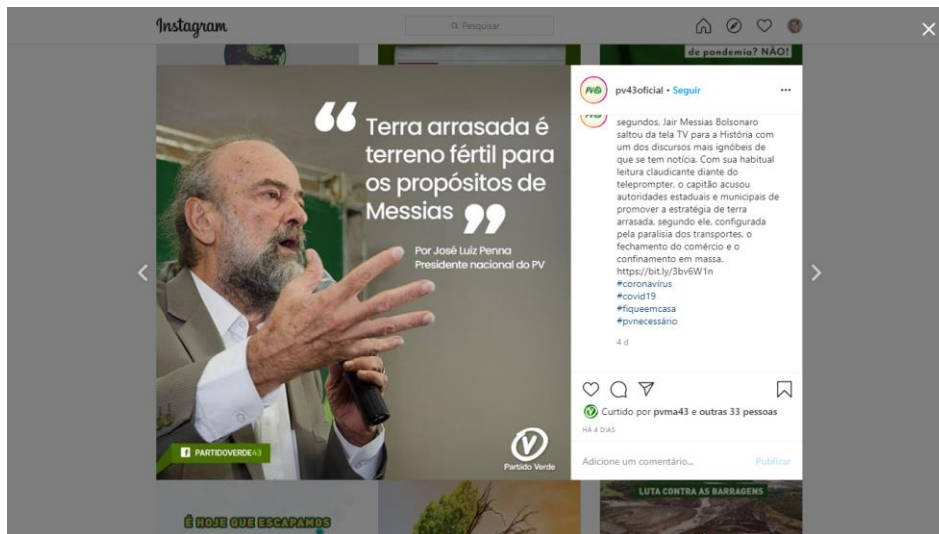 Instagram
Pesquisar
de pandemia? NÃO!
PV43
pv43oficial • Seguir
segundos, Jair Messias Bolsonaro
saltou da tela TV para a História com
um dos discursos mais ignóbeis de
que se tem notícia. Com sua habitual
leitura claudicante diante do
teleprompter, o capitão acusou
autoridades estaduais e municipais de
promover a estratégia de terra
arrasada, segundo ele, configurada
pela paralisia dos transportes, o
fechamento do comércio e o
confinamento em massa.
https://bit.ly/3bv6W1n
#coronavírus
#covid19
#fiqueemcasa
#pvnecessário
4 d
“ Terra arrasada é
terreno fértil para
os propósitos de
Messias ”
Por José Luiz Penna
Presidente nacional do PV
PARTIDOVERDE43
Partido Verde
Curtido por pvma43 e outras 33 pessoas
HÁ 4 DIAS
Adicione um comentário...
Publicar
É HOJE QUE ESCAPAMOS
LUTA CONTRA AS BARRAGENS